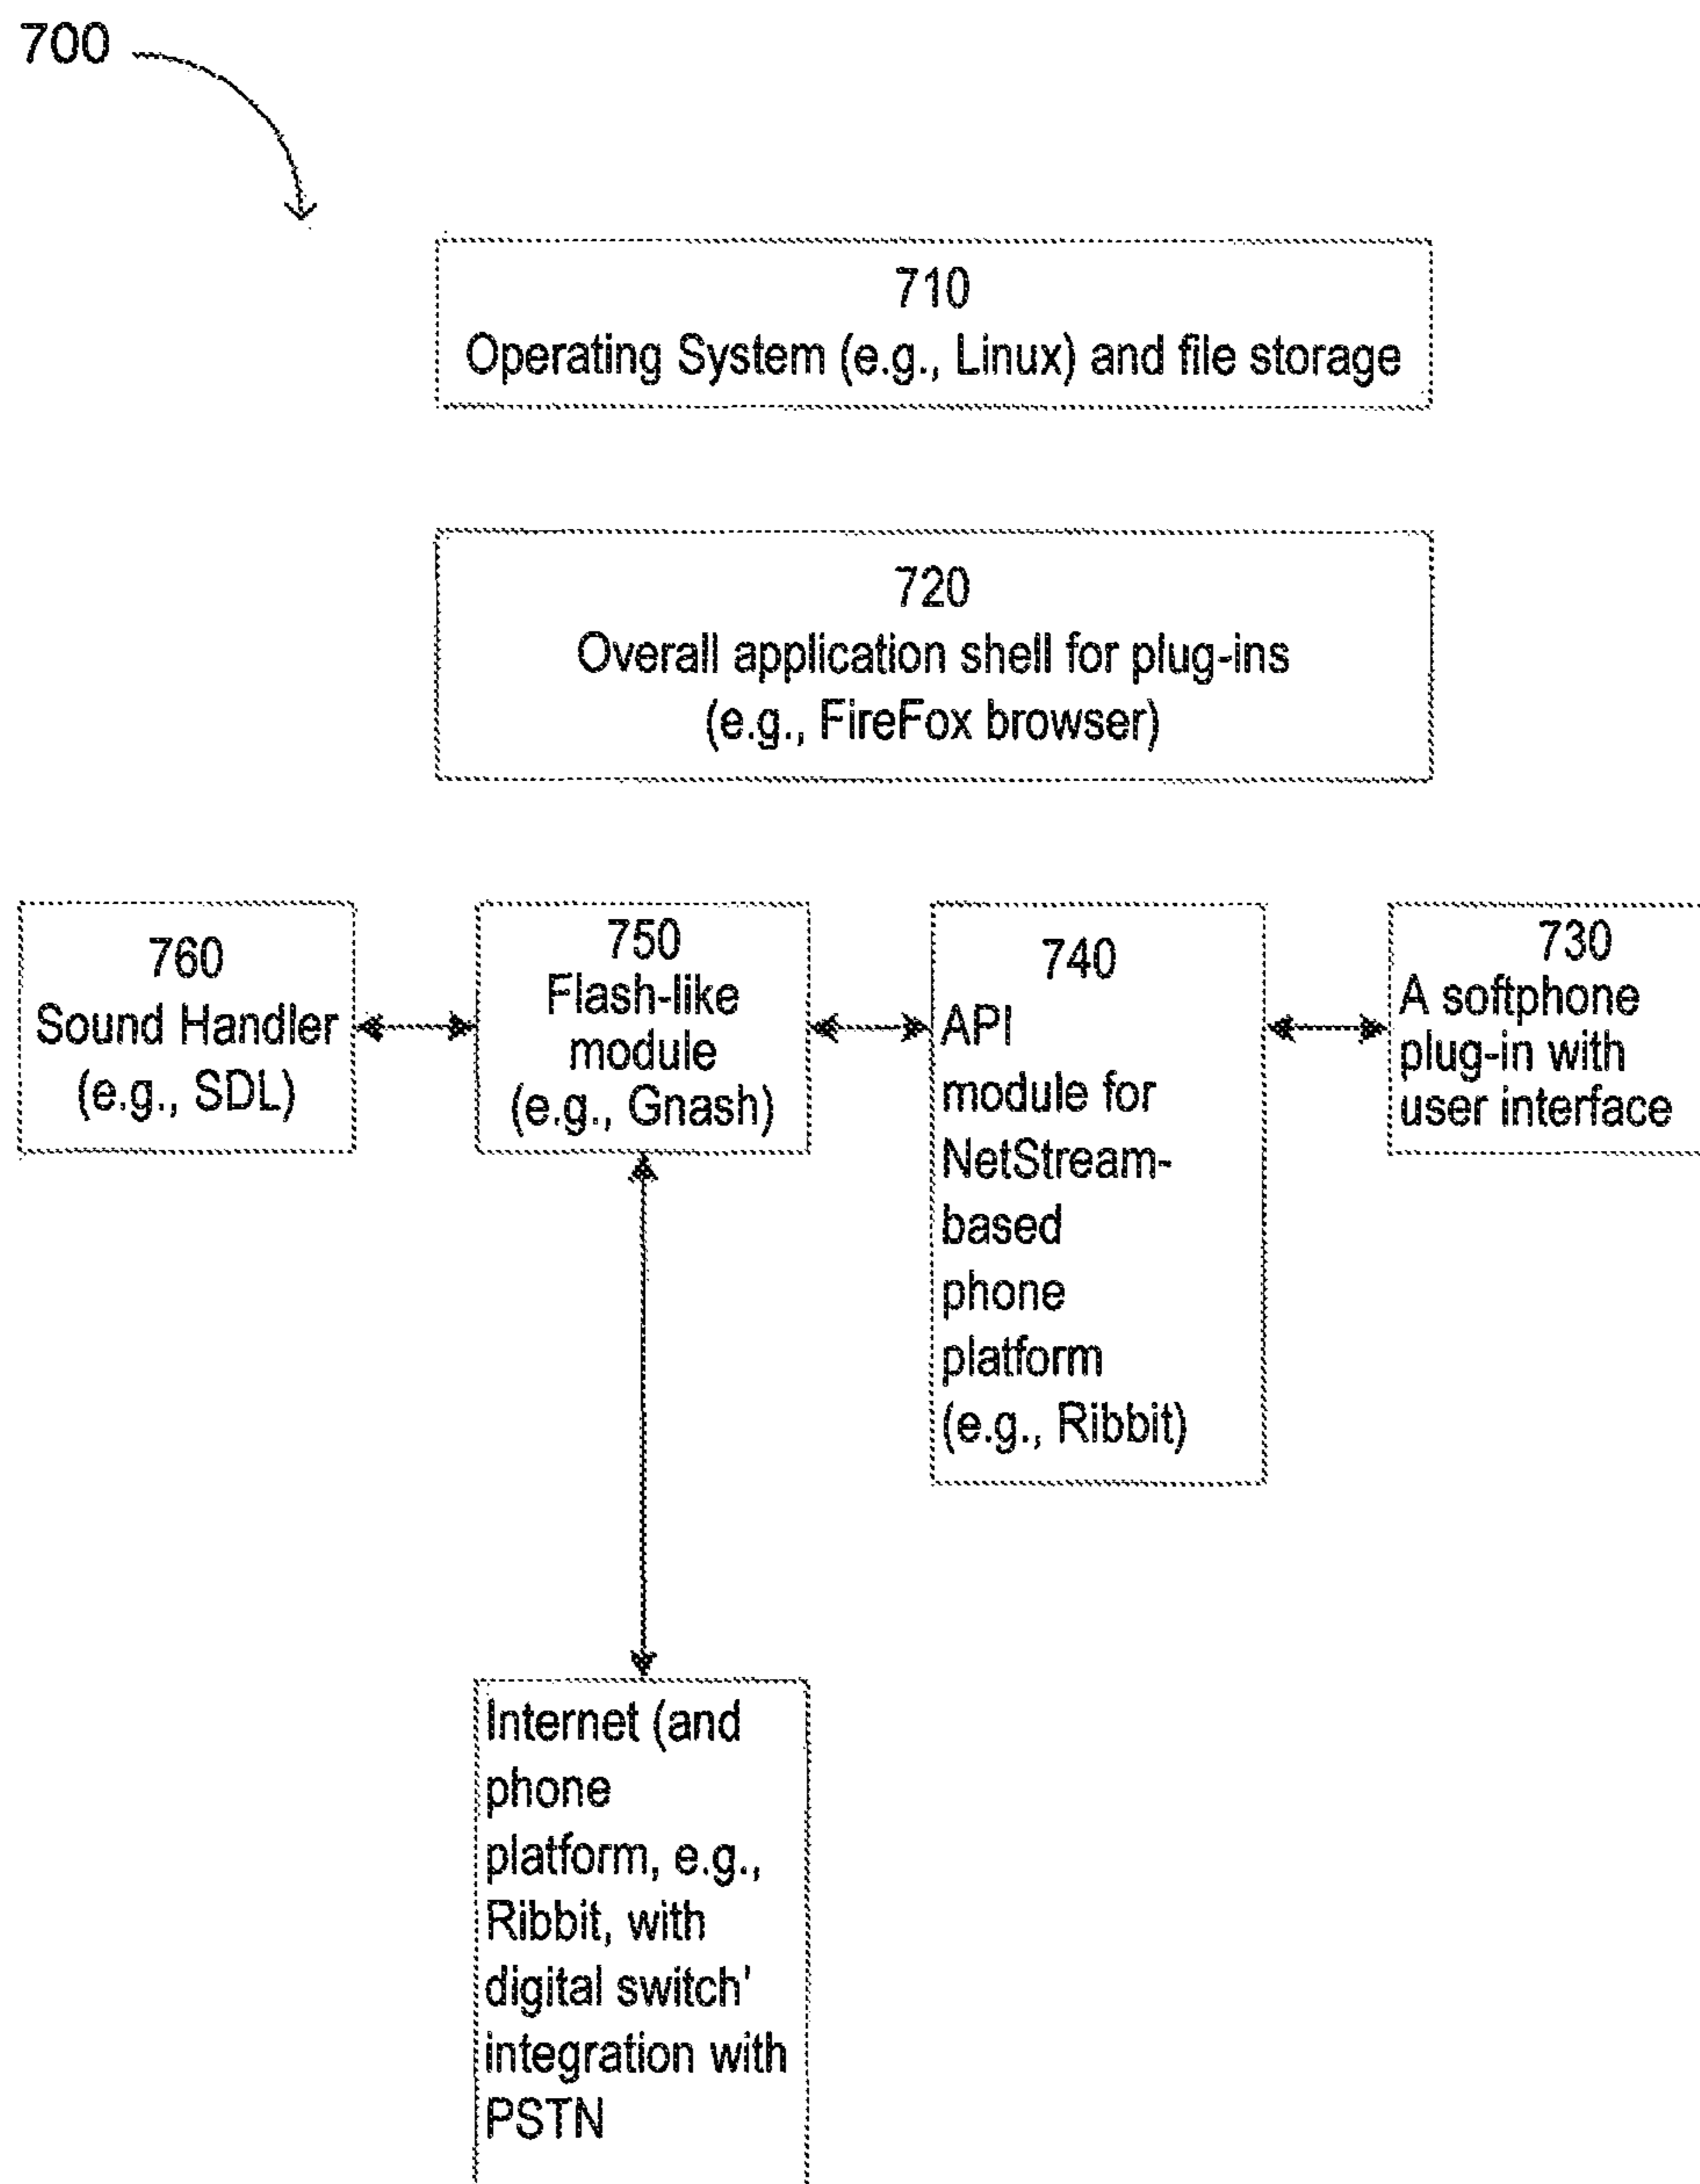 700
710
Operating System (e.g., Linux) and file storage
720
Overall application shell for plug-ins
(e.g., FireFox browser)
760
Sound Handler
(e.g., SDL)
750
Flash-like
module
(e.g., Gnash)
740
API
module for
NetStream-
based
phone
platform
(e.g., Ribbit)
730
A softphone
plug-in with
user interface
Internet (and
phone
platform, e.g.,
Ribbit, with
digital switch'
integration with
PSTN